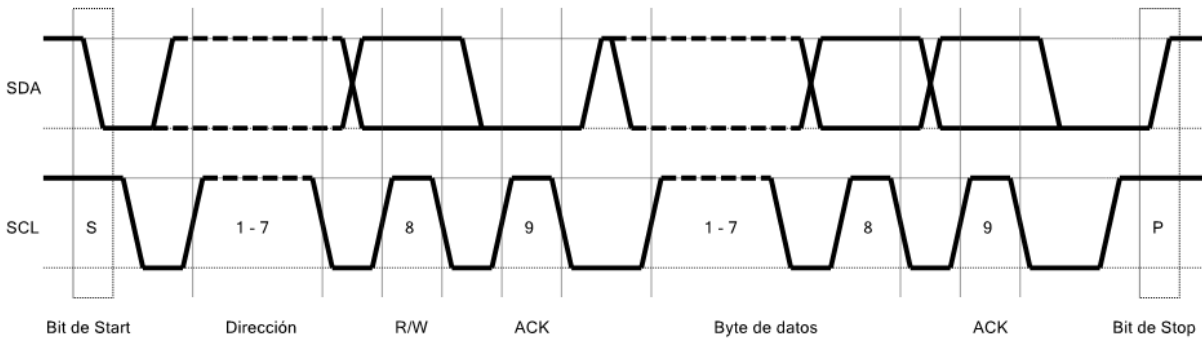 SDA
SCL S 1 - 7 8 9 1 - 7 8 9 P
Bit de Start Dirección R/W ACK Byte de datos ACK Bit de Stop